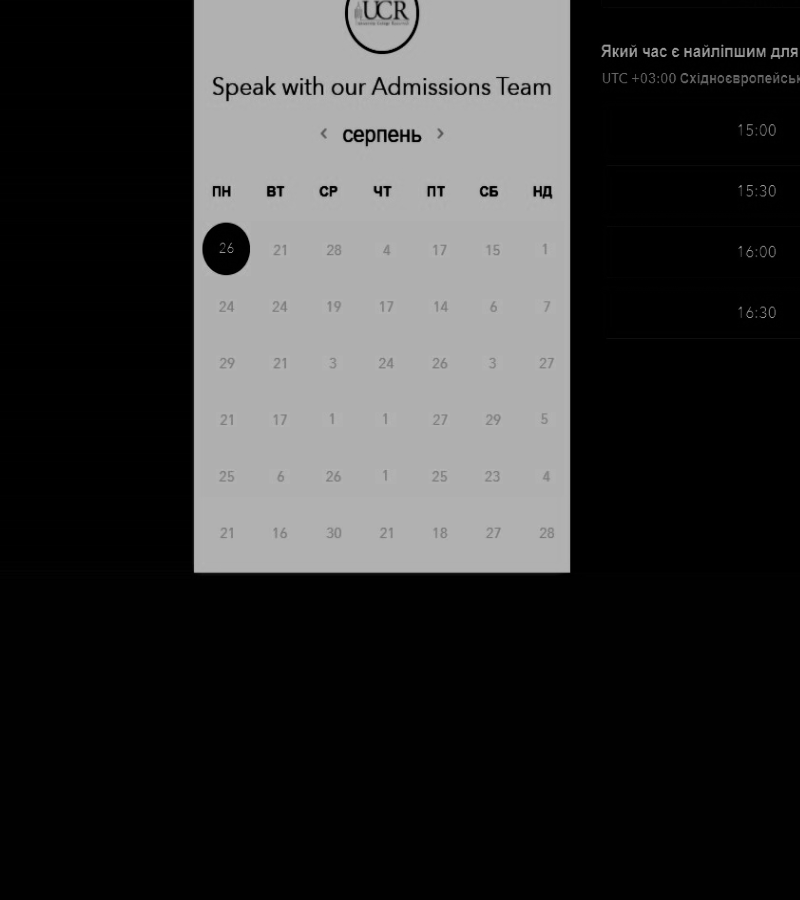 UCR
Speak with our Admissions Team
‹ серпень ›
ПН ВТ СР ЧТ ПТ СБ НД
26 21 28 4 17 15 1
24 24 19 17 14 6 7
29 21 3 24 26 3 27
21 17 1 1 27 29 5
25 6 26 1 25 23 4
21 16 30 21 18 27 28
Який час є найліпшим для
UTC +03:00 Східноєвропейськ
15:00
15:30
16:00
16:30